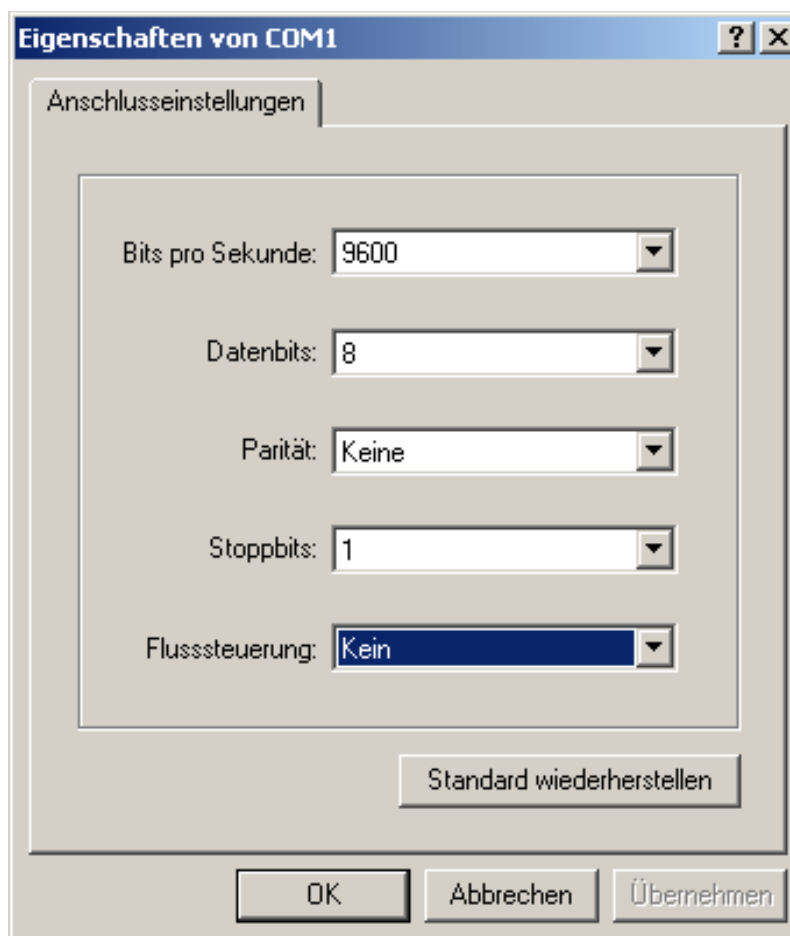 Eigenschaften von COM1
Anschlusseinstellungen
Bits pro Sekunde: 9600
Datenbits: 8
Parität: Keine
Stoppbits: 1
Flusssteuerung: Kein
Standard wiederherstellen
OK Abbrechen Übernehmen